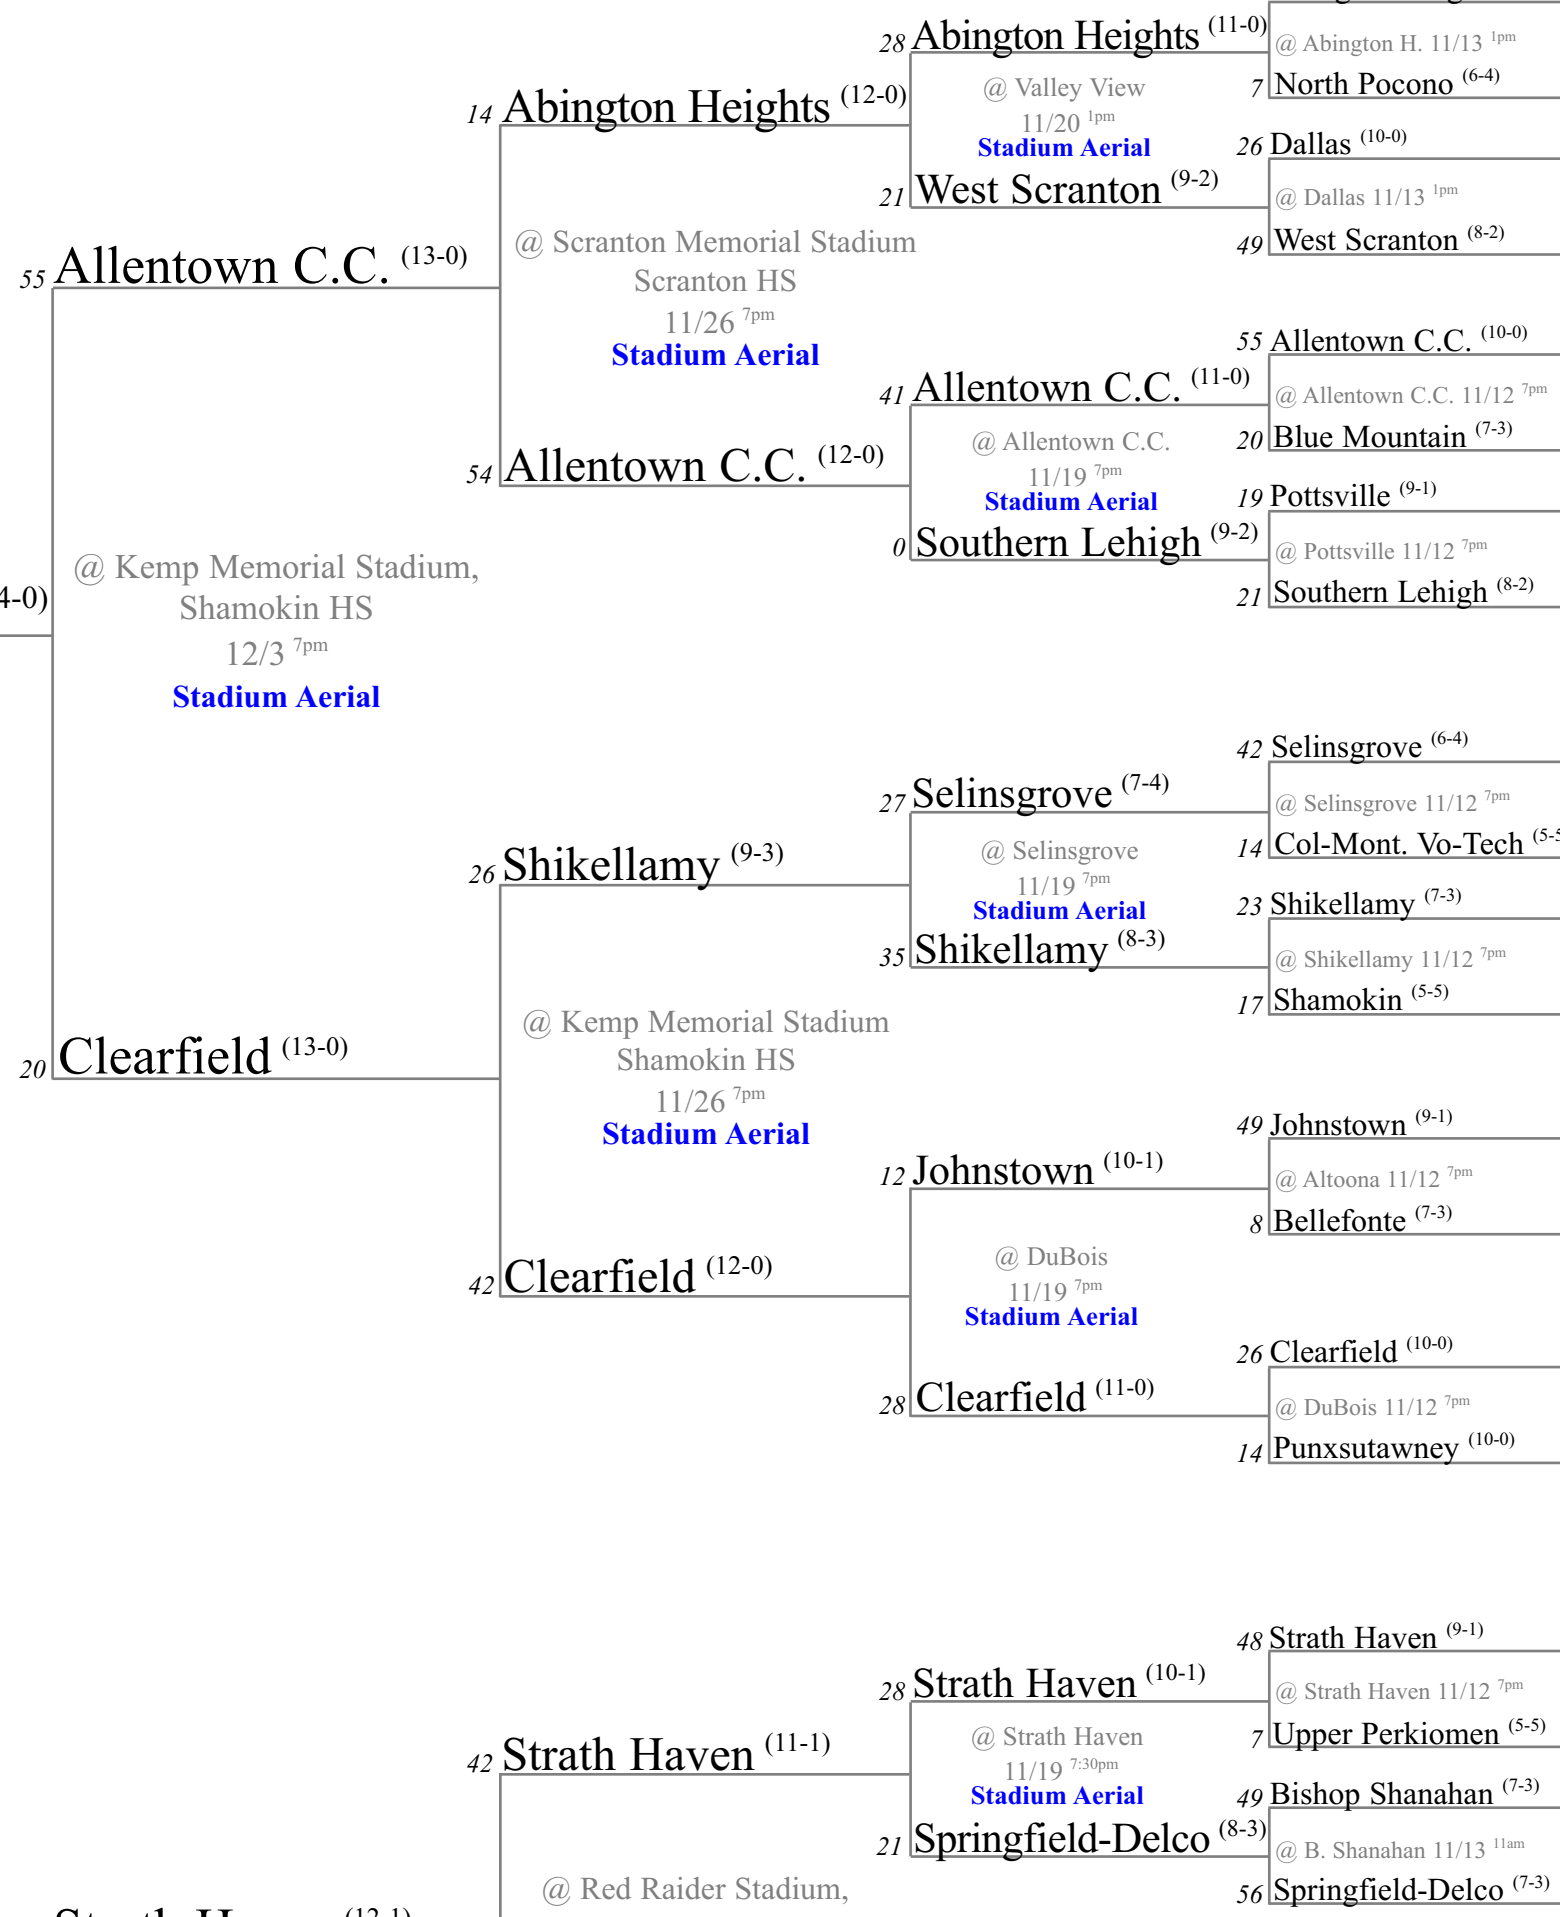 28 Abington Heights (11-0)
@ Abington H. 11/13 1pm
7 North Pocono (6-4)
@ Valley View
11/20 1pm
Stadium Aerial
14 Abington Heights (12-0)
26 Dallas (10-0)
21 West Scranton (9-2)
@ Dallas 11/13 1pm
49 West Scranton (8-2)
@ Scranton Memorial Stadium
Scranton HS
11/26 7pm
Stadium Aerial
55 Allentown C.C. (13-0)
55 Allentown C.C. (10-0)
41 Allentown C.C. (11-0)
@ Allentown C.C. 11/12 7pm
20 Blue Mountain (7-3)
@ Allentown C.C.
11/19 7pm
Stadium Aerial
54 Allentown C.C. (12-0)
19 Pottsville (9-1)
0 Southern Lehigh (9-2)
@ Pottsville 11/12 7pm
21 Southern Lehigh (8-2)
@ Kemp Memorial Stadium,
Shamokin HS
12/3 7pm
Stadium Aerial
4-0)
42 Selinsgrove (6-4)
27 Selinsgrove (7-4)
@ Selinsgrove 11/12 7pm
14 Col-Mont. Vo-Tech (5-5
@ Selinsgrove
11/19 7pm
Stadium Aerial
26 Shikellamy (9-3)
23 Shikellamy (7-3)
35 Shikellamy (8-3)
@ Shikellamy 11/12 7pm
17 Shamokin (5-5)
@ Kemp Memorial Stadium
Shamokin HS
11/26 7pm
Stadium Aerial
20 Clearfield (13-0)
49 Johnstown (9-1)
12 Johnstown (10-1)
@ Altoona 11/12 7pm
8 Bellefonte (7-3)
@ DuBois
11/19 7pm
Stadium Aerial
42 Clearfield (12-0)
26 Clearfield (10-0)
28 Clearfield (11-0)
@ DuBois 11/12 7pm
14 Punxsutawney (10-0)
48 Strath Haven (9-1)
28 Strath Haven (10-1)
@ Strath Haven 11/12 7pm
7 Upper Perkiomen (5-5)
@ Strath Haven
11/19 7:30pm
Stadium Aerial
42 Strath Haven (11-1)
49 Bishop Shanahan (7-3)
21 Springfield-Delco (8-3)
@ B. Shanahan 11/13 11am
56 Springfield-Delco (7-3)
@ Red Raider Stadium,
Strath Haven (12-1)